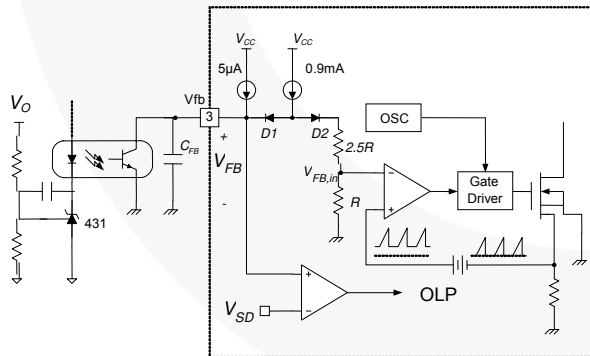 V_CC V_CC
5µA 0.9mA
V_O
Vfb
3
D1 D2
2.5R
OSC
C_FB
+
V_FB
-
V_FB,in
R
-
+
Gate
Driver
431
+
-
V_SD
OLP